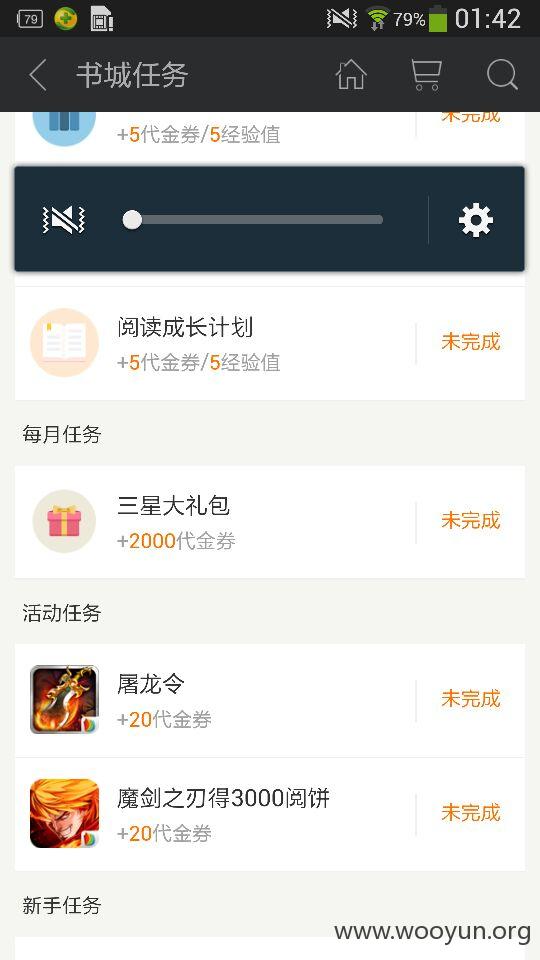 79
79%
01:42
书城任务
未完成
+5代金券/5经验值
阅读成长计划
+5代金券/5经验值
未完成
每月任务
三星大礼包
+2000代金券
未完成
活动任务
屠龙令
+20代金券
未完成
魔剑之刃得3000阅饼
+20代金券
未完成
新手任务
www.wooyun.org